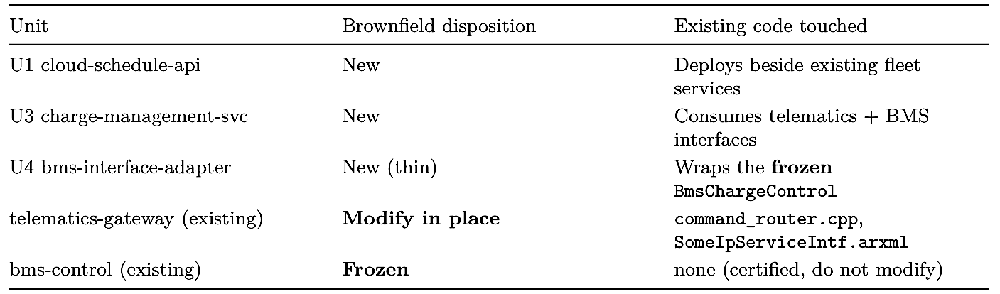 Unit Brownfield disposition Existing code touched
U1 cloud-schedule-api New Deploys beside existing fleet
services
U3 charge-management-svc New Consumes telematics + BMS
interfaces
U4 bms-interface-adapter New (thin) Wraps the frozen
BmsChargeControl
telematics-gateway (existing) Modify in place command_router.cpp,
SomeIpServiceIntf.arxml
bms-control (existing) Frozen none (certified, do not modify)